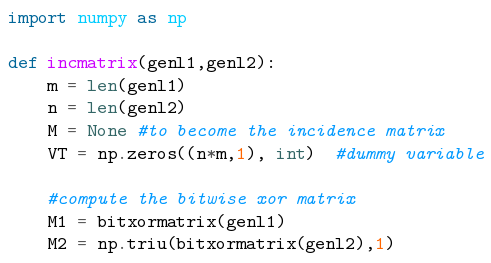 import numpy as np
def incmatrix(genl1,genl2):
m = len(genl1)
n = len(genl2)
M = None #to become the incidence matrix
VT = np.zeros((n*m,1), int)  #dummy variable
#compute the bitwise xor matrix
M1 = bitxormatrix(genl1)
M2 = np.triu(bitxormatrix(genl2),1)